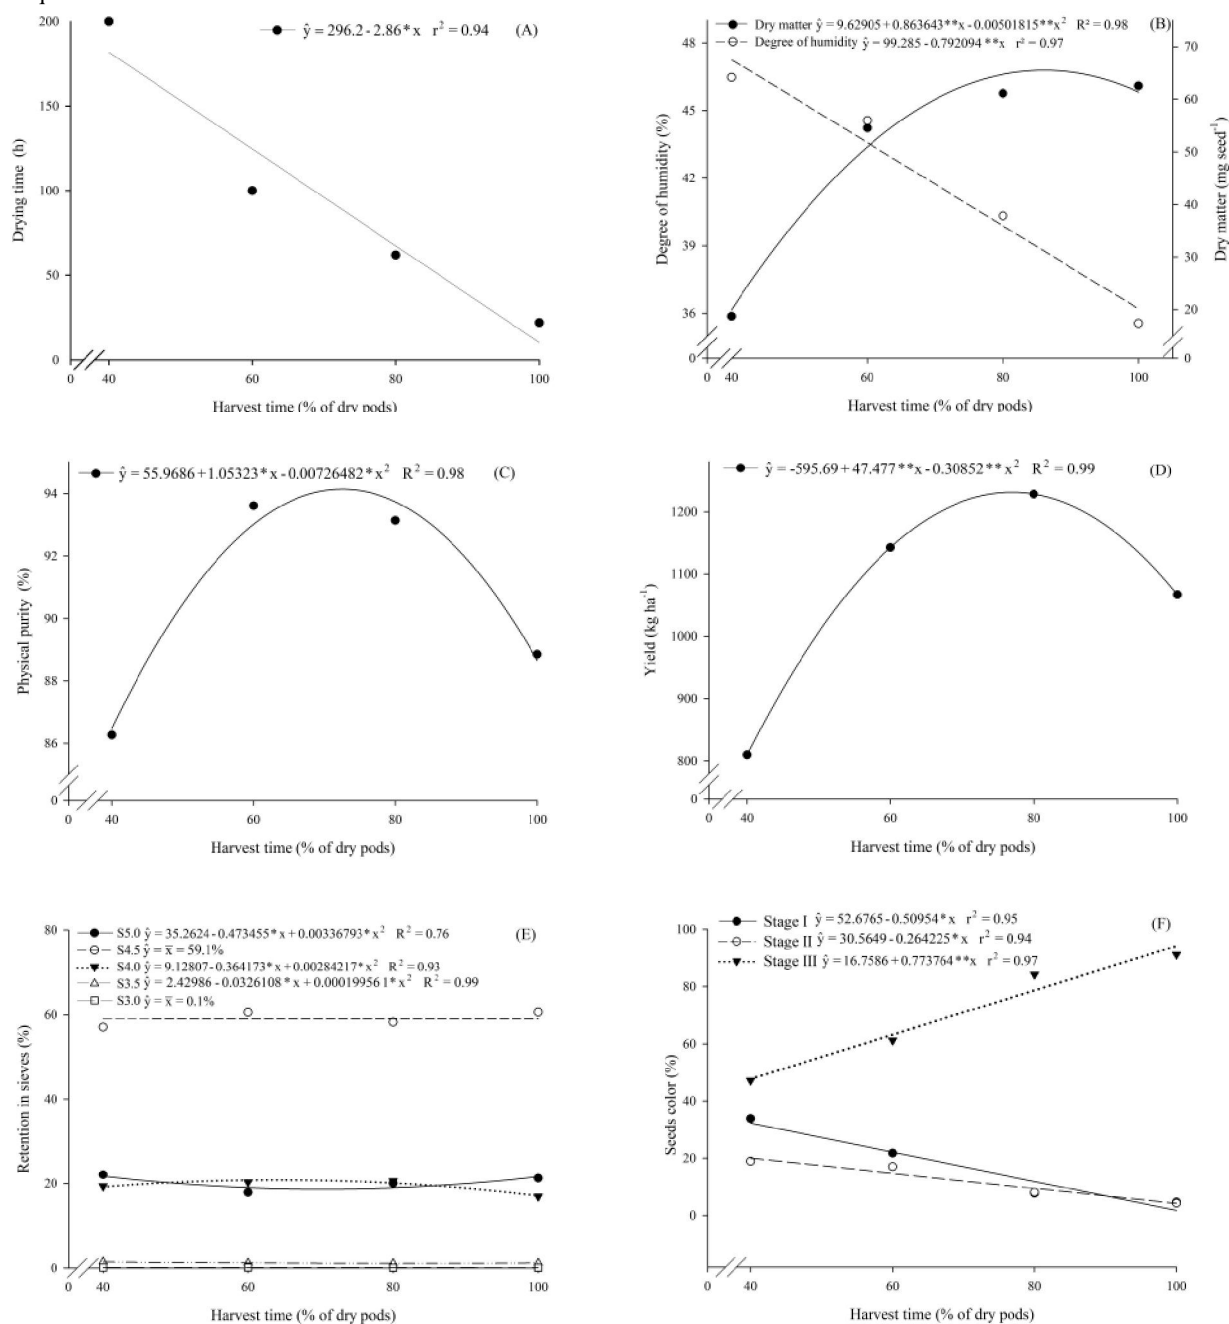 ŷ = 296.2 - 2.86* x r² = 0.94 (A)
200
150
100
50
0
Drying time (h)
0 40 60 80 100
Harvest time (% of dry pods)
Dry matter ŷ = 9.62905 + 0.863643**x - 0.00501815**x² R² = 0.98 (B)
Degree of humidity ŷ = 99.285 - 0.792094 **x r² = 0.97
48
45
42
39
36
0
Degree of humidity (%)
70
60
50
40
30
20
0
Dry matter (mg seed⁻¹)
0 40 60 80 100
Harvest time (% of dry pods)
ŷ = 55.9686 + 1.05323* x - 0.00726482* x² R² = 0.98 (C)
94
92
90
88
86
0
Physical purity (%)
0 40 60 80 100
Harvest time (% of dry pods)
ŷ = -595.69 + 47.477 **x - 0.30852 ** x² R² = 0.99 (D)
1200
1100
1000
900
800
0
Yield (kg ha⁻¹)
0 40 60 80 100
Harvest time (% of dry pods)
S5.0 ŷ = 35.2624 - 0.473455* x + 0.00336793* x² R² = 0.76 (E)
S4.5 ŷ = x̄ = 59.1%
S4.0 ŷ = 9.12807 - 0.364173* x + 0.00284217* x² R² = 0.93
S3.5 ŷ = 2.42986 - 0.0326108* x + 0.000199561* x² R² = 0.99
S3.0 ŷ = x̄ = 0.1%
80
60
40
20
0
Retention in sieves (%)
0 40 60 80 100
Harvest time (% of dry pods)
Stage I ŷ = 52.6765 - 0.50954* x r² = 0.95 (F)
Stage II ŷ = 30.5649 - 0.264225* x r² = 0.94
Stage III ŷ = 16.7586 + 0.773764 **x r² = 0.97
100
80
60
40
20
0
Seeds color (%)
0 40 60 80 100
Harvest time (% of dry pods)